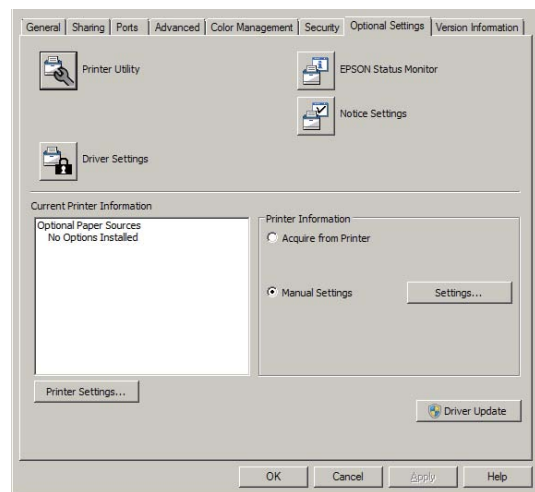 General Sharing Ports Advanced Color Management Security Optional Settings Version Information
Printer Utility
EPSON Status Monitor
Notice Settings
Driver Settings
Current Printer Information
Optional Paper Sources
No Options Installed
Printer Information
Acquire from Printer
Manual Settings
Settings...
Printer Settings...
Driver Update
OK Cancel Apply Help